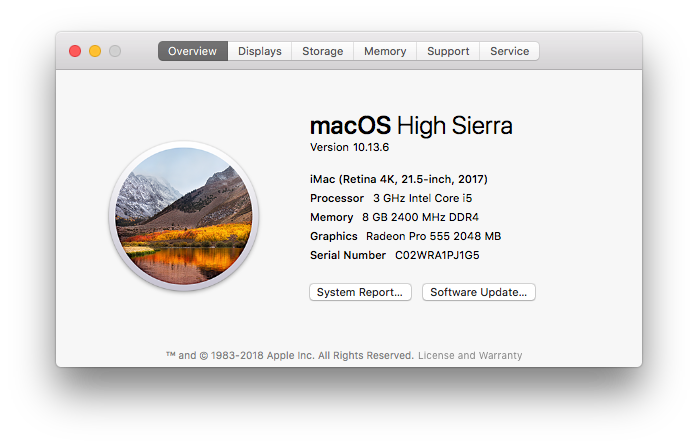 Overview Displays Storage Memory Support Service
macOS High Sierra
Version 10.13.6
iMac (Retina 4K, 21.5-inch, 2017)
Processor 3 GHz Intel Core i5
Memory 8 GB 2400 MHz DDR4
Graphics Radeon Pro 555 2048 MB
Serial Number C02WRA1PJ1G5
System Report... Software Update...
™ and © 1983-2018 Apple Inc. All Rights Reserved. License and Warranty